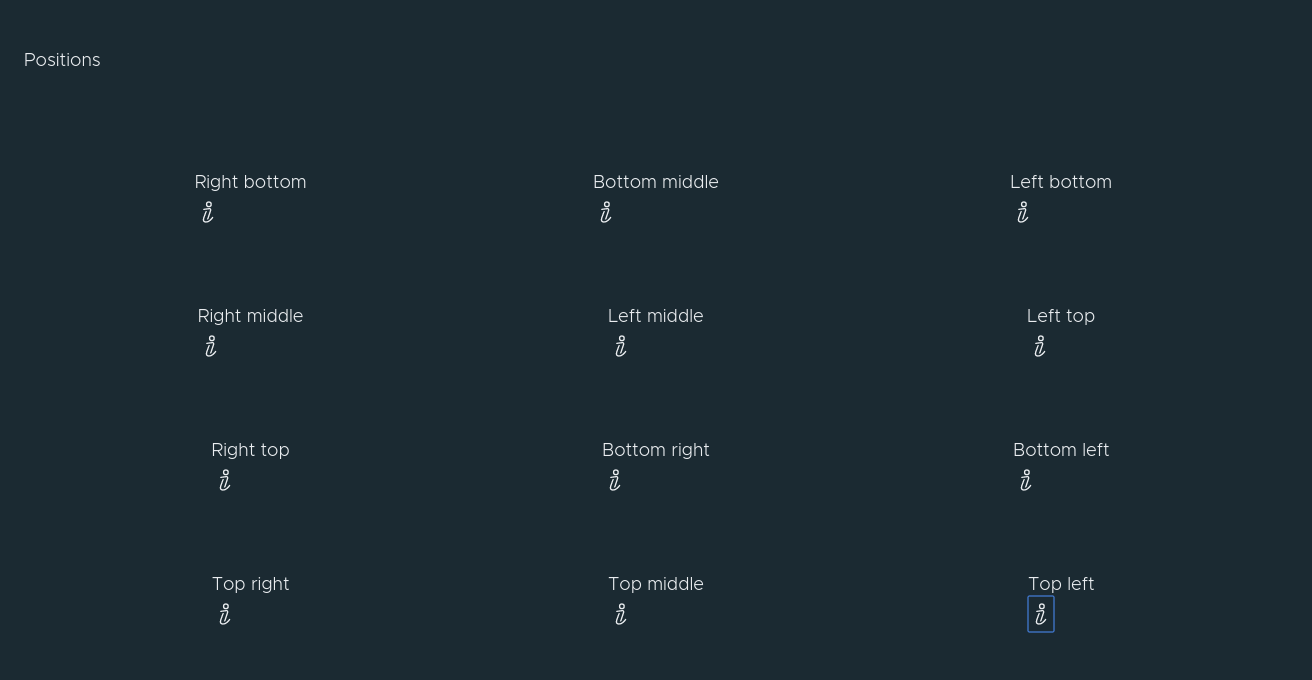 Positions
Right bottom
Bottom middle
Left bottom
Right middle
Left middle
Left top
Right top
Bottom right
Bottom left
Top right
Top middle
Top left